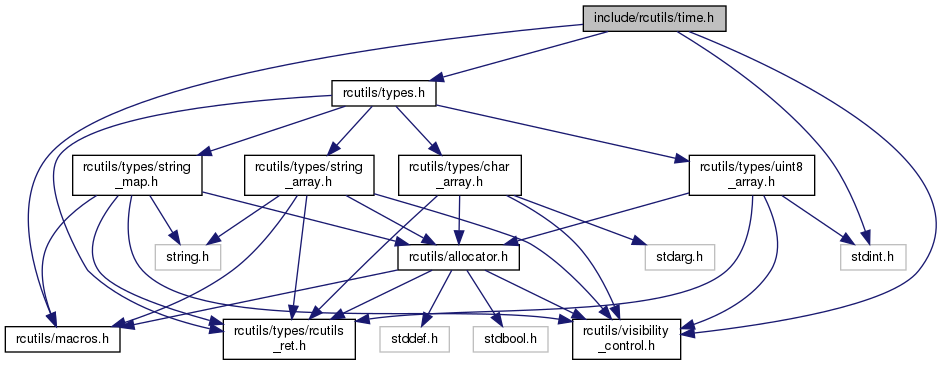 include/rcutils/time.h
rcutils/types.h
rcutils/types/string
_map.h
rcutils/types/string
_array.h
rcutils/types/char
_array.h
rcutils/types/uint8
_array.h
string.h
rcutils/allocator.h
stdarg.h
stdint.h
rcutils/macros.h
rcutils/types/rcutils
_ret.h
stddef.h
stdbool.h
rcutils/visibility
_control.h